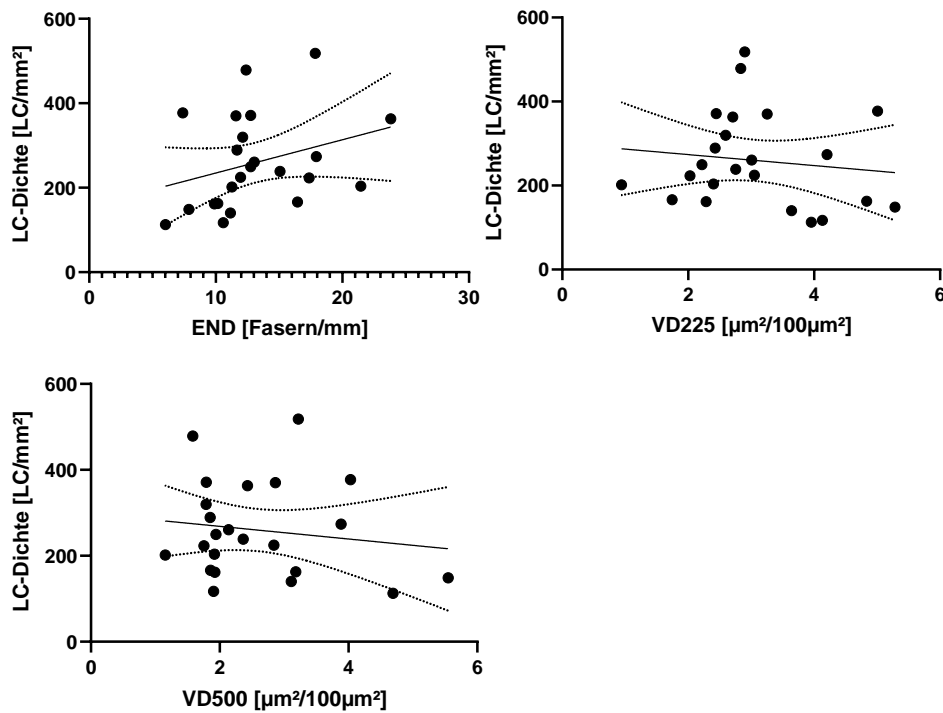 600
400
200
0
LC-Dichte [LC/mm²]
0 10 20 30
END [Fasern/mm]
600
400
200
0
LC-Dichte [LC/mm²]
0 2 4 6
VD225 [µm²/100µm²]
600
400
200
0
LC-Dichte [LC/mm²]
0 2 4 6
VD500 [µm²/100µm²]